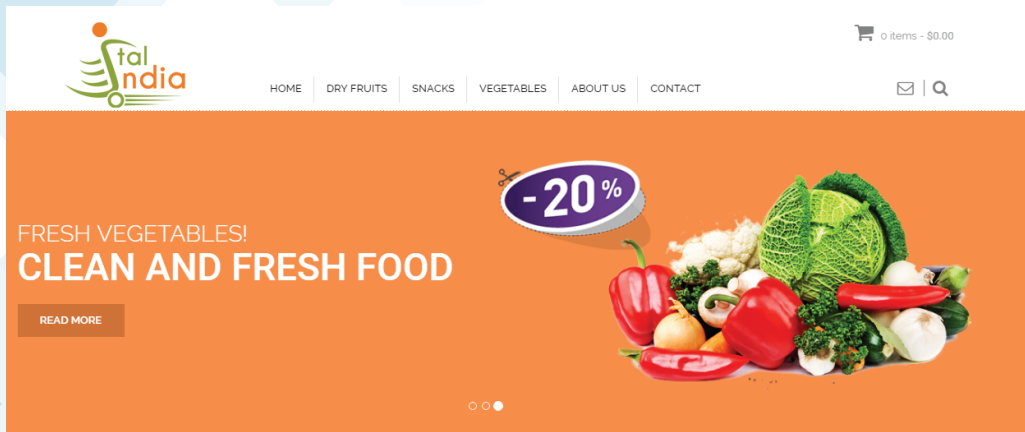 Ital
India
0 items - $0.00
HOME
DRY FRUITS
SNACKS
VEGETABLES
ABOUT US
CONTACT
- 20 %
FRESH VEGETABLES!
CLEAN AND FRESH FOOD
READ MORE